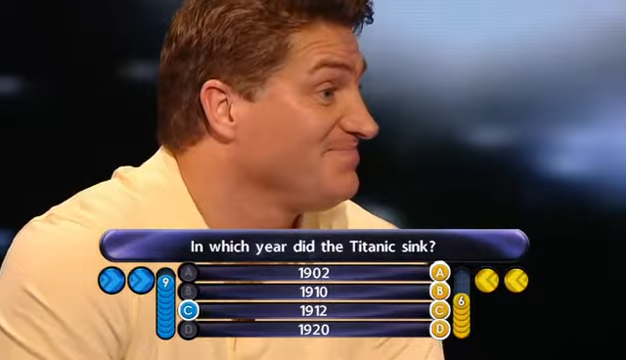 In which year did the Titanic sink?
A 1902 A
9 B 1910 B 6
C 1912 C
D 1920 D